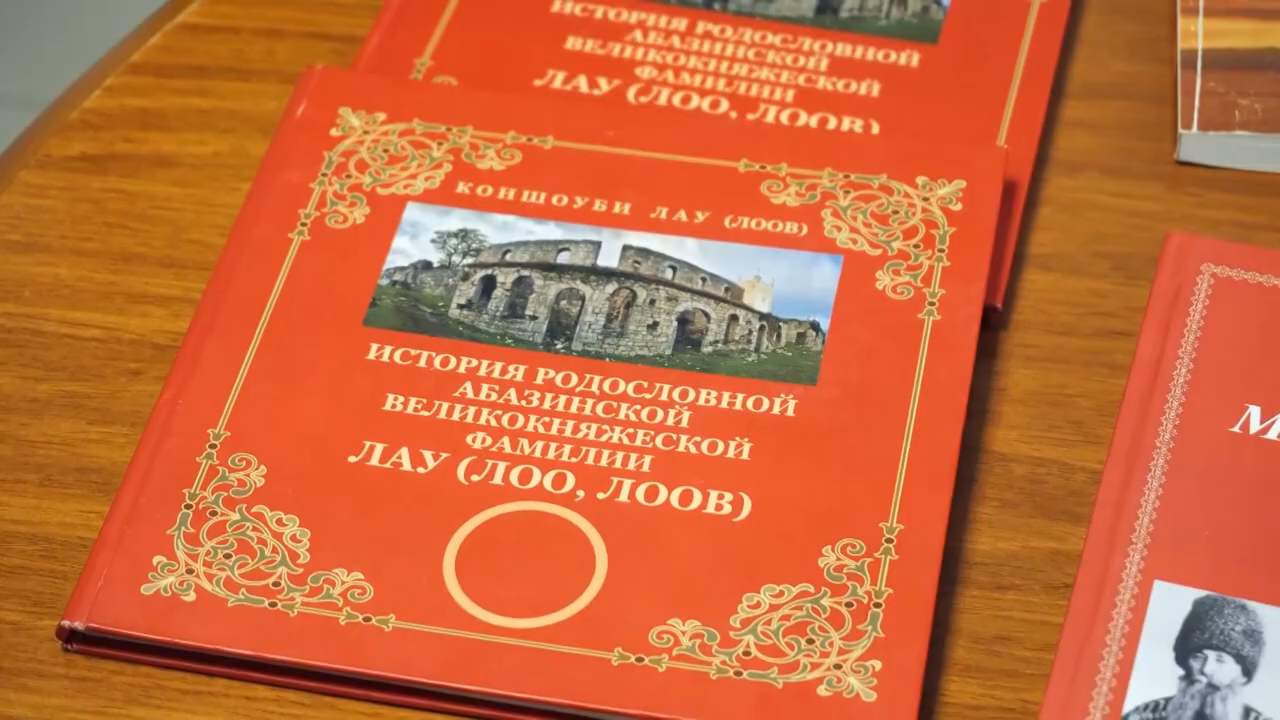 ИСТОРИЯ РОДОСЛОВНОЙ
АБАЗИНСКОЙ
ВЕЛИКОКНЯЖЕСКОЙ
ФАМИЛИИ
ЛАУ (ЛОО, ЛООВ)
КОНШОУБИ ЛАУ (ЛООВ)
ИСТОРИЯ РОДОСЛОВНОЙ
АБАЗИНСКОЙ
ВЕЛИКОКНЯЖЕСКОЙ
ФАМИЛИИ
ЛАУ (ЛОО, ЛООВ)